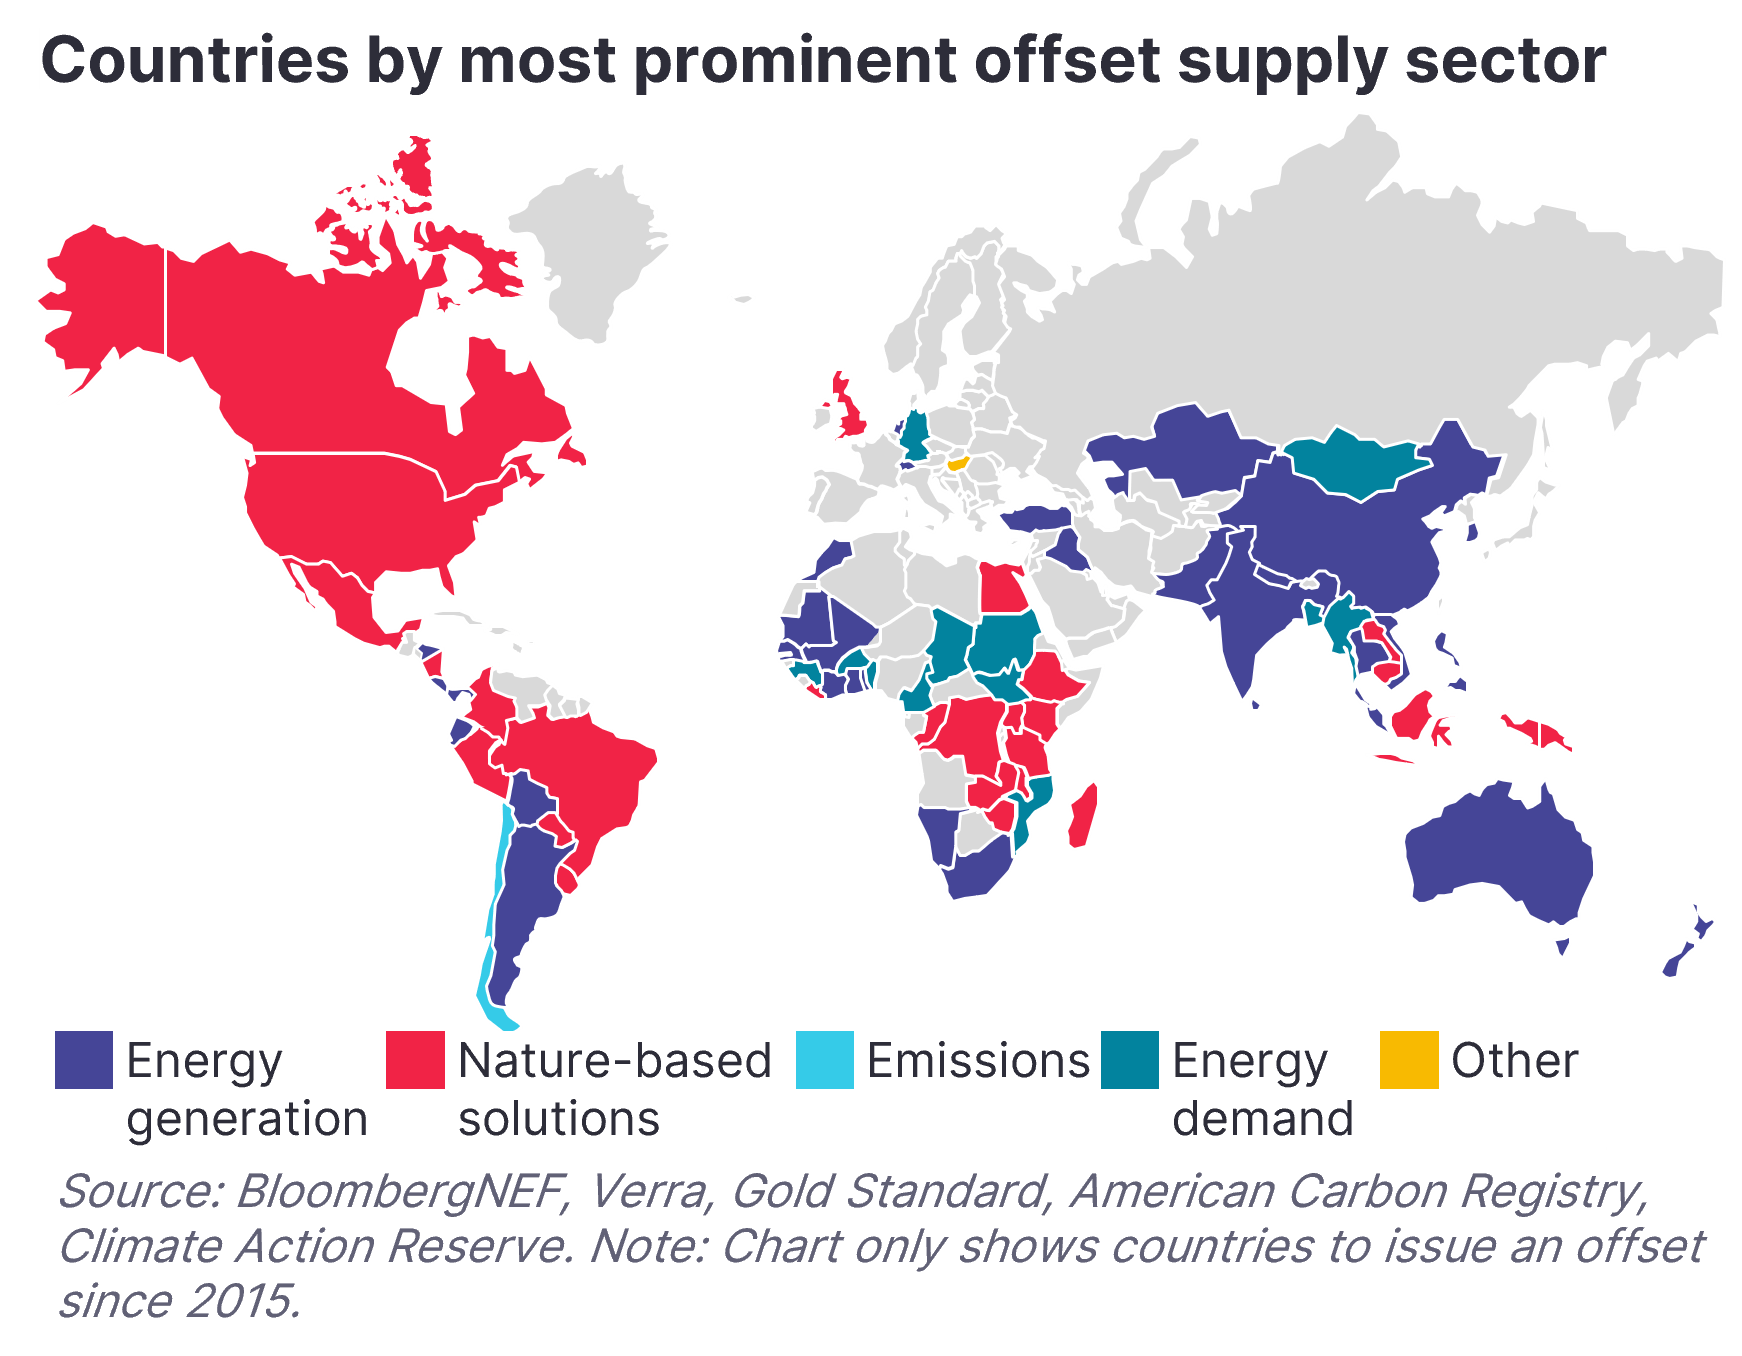 Countries by most prominent offset supply sector
Energy generation
Nature-based solutions
Emissions
Energy demand
Other
Source: BloombergNEF, Verra, Gold Standard, American Carbon Registry,
Climate Action Reserve. Note: Chart only shows countries to issue an offset
since 2015.